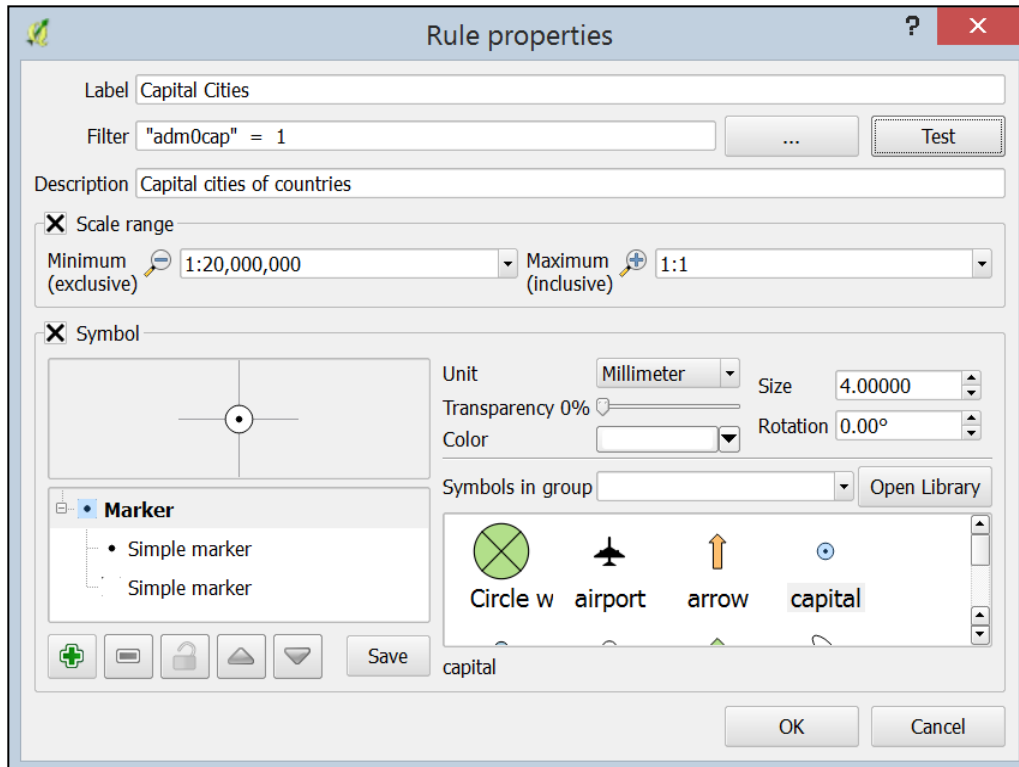 Rule properties ?
Label Capital Cities
Filter "adm0cap" = 1 ... Test
Description Capital cities of countries
Scale range
Minimum (exclusive) 1:20,000,000 Maximum (inclusive) 1:1
Symbol
Unit Millimeter Size 4.00000
Transparency 0%
Rotation 0.00°
Color
Symbols in group Open Library
Marker
Simple marker
Simple marker
Circle w airport arrow capital
Save
capital
OK Cancel